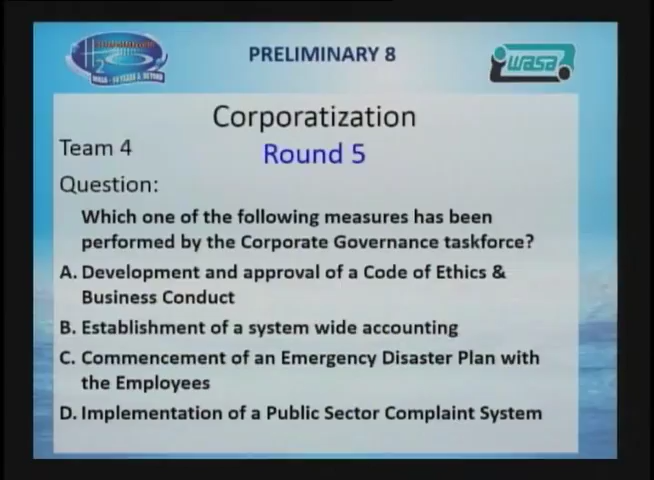 PRELIMINARY 8
wasa
Corporatization
Team 4
Round 5
Question:
Which one of the following measures has been
performed by the Corporate Governance taskforce?
A. Development and approval of a Code of Ethics &
Business Conduct
B. Establishment of a system wide accounting
C. Commencement of an Emergency Disaster Plan with
the Employees
D. Implementation of a Public Sector Complaint System